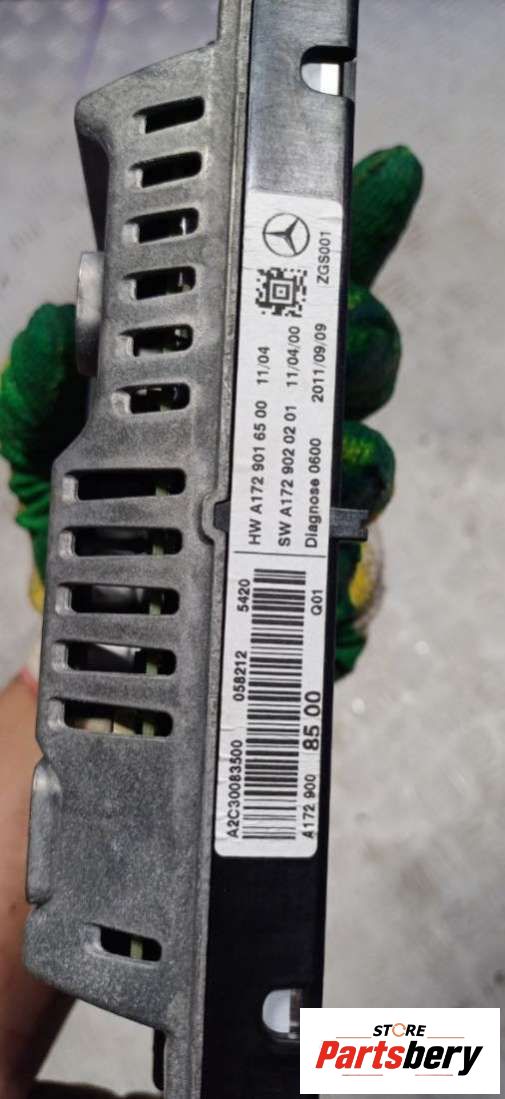 A2C30083500 058212 5420
A172 900 85 00 Q01
HW A172 901 65 00 11/04
SW A172 902 02 01 11/04/00
Diagnose 0600 2011/09/09
ZGS001
STORE
Partsbery